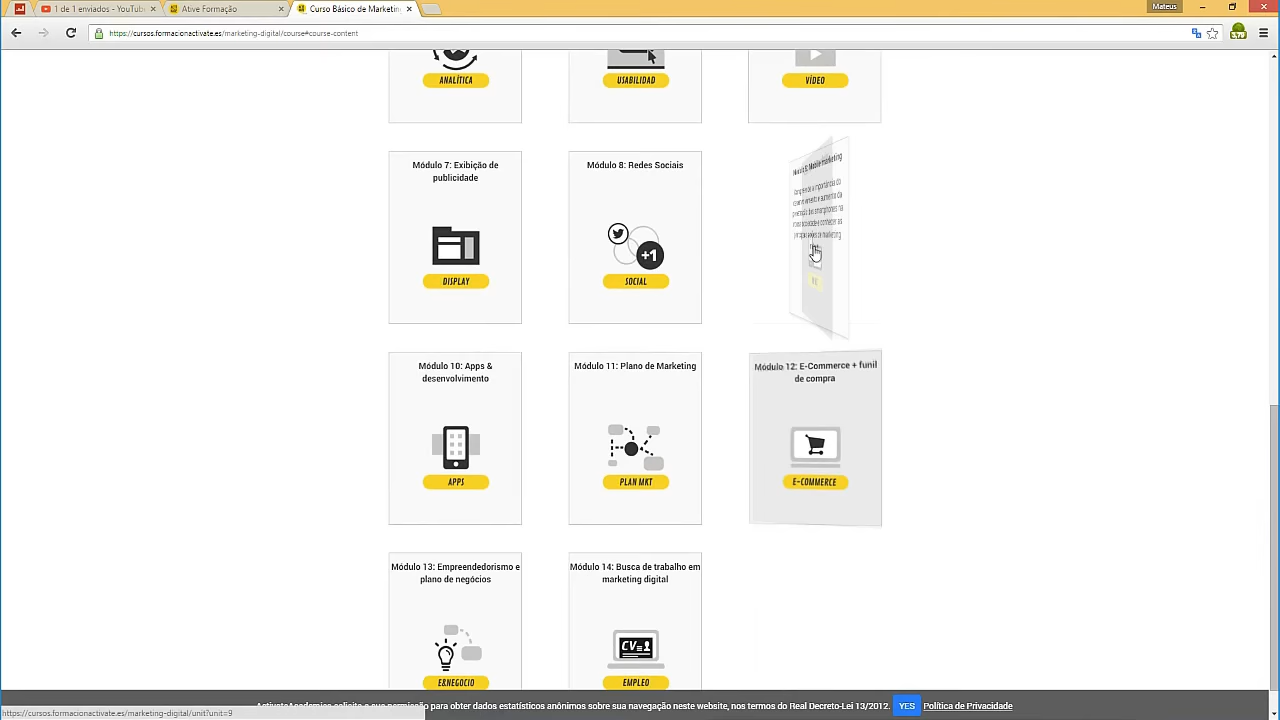 Mateus
1 de 1 enviados - YouTube
Ative Formação
Curso Básico de Marketing
https://cursos.formacionactivate.es/marketing-digital/course#course-content
ANALÍTICA
USABILIDAD
VÍDEO
Módulo 7: Exibição de
publicidade
DISPLAY
Módulo 8: Redes Sociais
+1
SOCIAL
Módulo 10: Apps &
desenvolvimento
APPS
Módulo 11: Plano de Marketing
PLAN MKT
Módulo 12: E-Commerce + funil
de compra
E-COMMERCE
Módulo 13: Empreendedorismo e
plano de negócios
E&NEGOCIO
Módulo 14: Busca de trabalho em
marketing digital
CV
EMPLEO
para obter dados estatísticos anônimos sobre sua navegação neste website, nos termos do Real Decreto-Lei 13/2012.
YES
Política de Privacidade
https://cursos.formacionactivate.es/marketing-digital/unit?unit=9